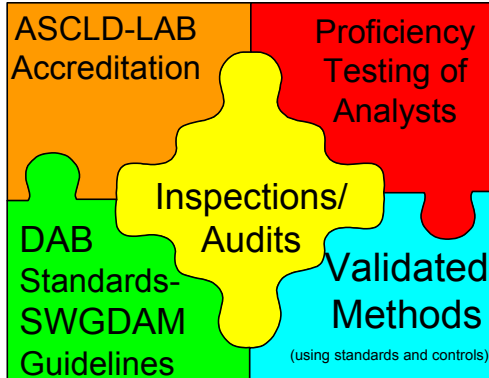 ASCLD-LAB
Accreditation
Proficiency
Testing of
Analysts
Inspections/
Audits
DAB
Standards-
SWGDAM
Guidelines
Validated
Methods
(using standards and controls)